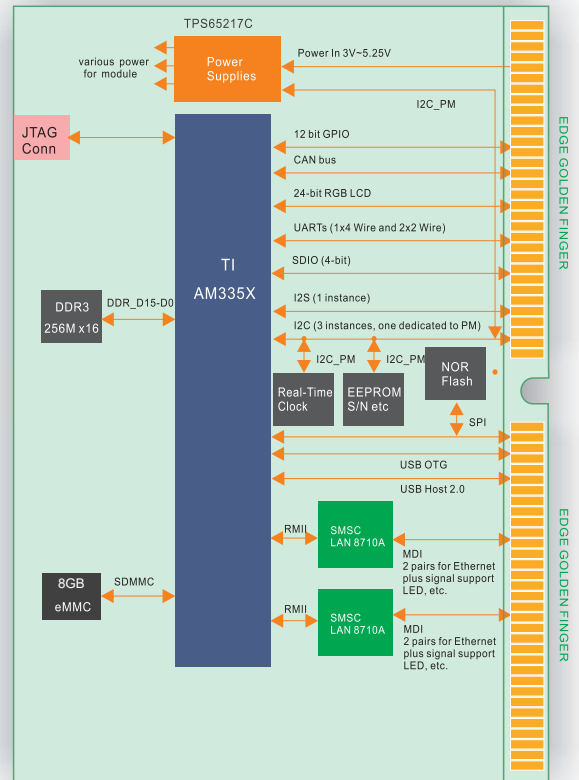 TPS65217C
various power
for module
Power
Supplies
Power In 3V~5.25V
I2C_PM
JTAG
Conn
12 bit GPIO
CAN bus
24-bit RGB LCD
UARTs (1x4 Wire and 2x2 Wire)
SDIO (4-bit)
I2S (1 instance)
I2C (3 instances, one dedicated to PM)
TI
AM335X
DDR3
256M x16
DDR_D15-D0
I2C_PM
I2C_PM
Real-Time
Clock
EEPROM
S/N etc
NOR
Flash
SPI
USB OTG
USB Host 2.0
RMII
SMSC
LAN 8710A
MDI
2 pairs for Ethernet
plus signal support
LED, etc.
8GB
eMMC
SDMMC
RMII
SMSC
LAN 8710A
MDI
2 pairs for Ethernet
plus signal support
LED, etc.
EDGE GOLDEN FINGER
EDGE GOLDEN FINGER